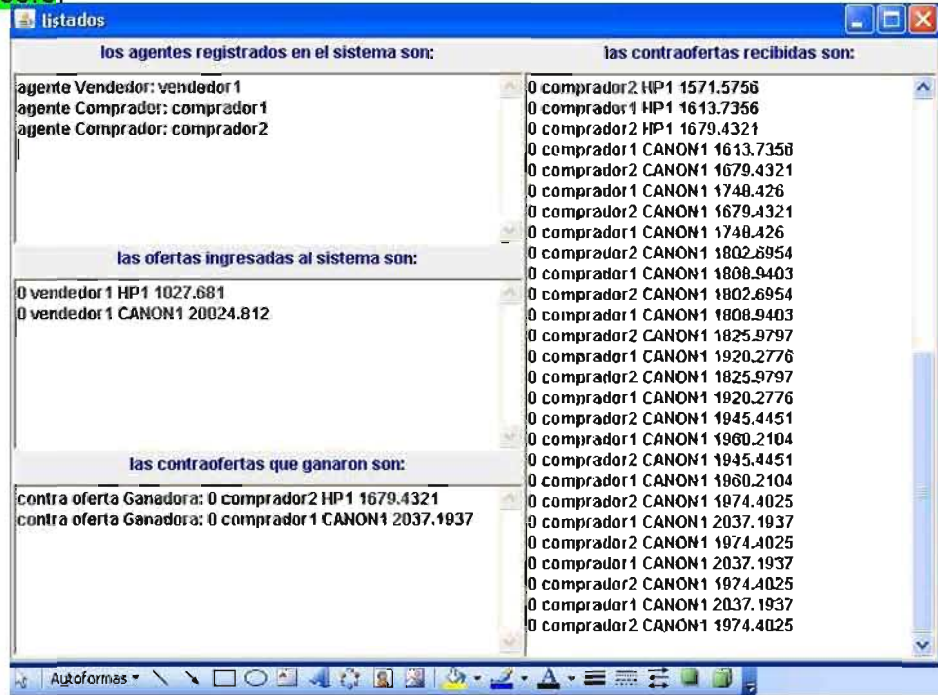 listados
los agentes registrados en el sistema son:
agente Vendedor: vendedor1
agente Comprador: comprador1
agente Comprador: comprador2
las ofertas ingresadas al sistema son:
0 vendedor1 HP1 1027.681
0 vendedor1 CANON1 20024.812
las contraofertas que ganaron son:
contra oferta Ganadora: 0 comprador2 HP1 1679.4321
contra oferta Ganadora: 0 comprador1 CANON1 2037.1937
las contraofertas recibidas son:
0 comprador2 HP1 1571.5756
0 comprador1 HP1 1613.7356
0 comprador2 HP1 1679.4321
0 comprador1 CANON1 1613.7356
0 comprador2 CANON1 1679.4321
0 comprador1 CANON1 1748.426
0 comprador2 CANON1 1679.4321
0 comprador1 CANON1 1748.426
0 comprador2 CANON1 1802.6954
0 comprador1 CANON1 1808.9403
0 comprador2 CANON1 1802.6954
0 comprador1 CANON1 1808.9403
0 comprador2 CANON1 1825.9797
0 comprador1 CANON1 1920.2776
0 comprador2 CANON1 1825.9797
0 comprador1 CANON1 1920.2776
0 comprador2 CANON1 1945.4451
0 comprador1 CANON1 1960.2104
0 comprador2 CANON1 1945.4451
0 comprador1 CANON1 1960.2104
0 comprador2 CANON1 1974.4025
0 comprador1 CANON1 2037.1937
0 comprador2 CANON1 1974.4025
0 comprador1 CANON1 2037.1937
0 comprador2 CANON1 1974.4025
0 comprador1 CANON1 2037.1937
0 comprador2 CANON1 1974.4025
Autoformas